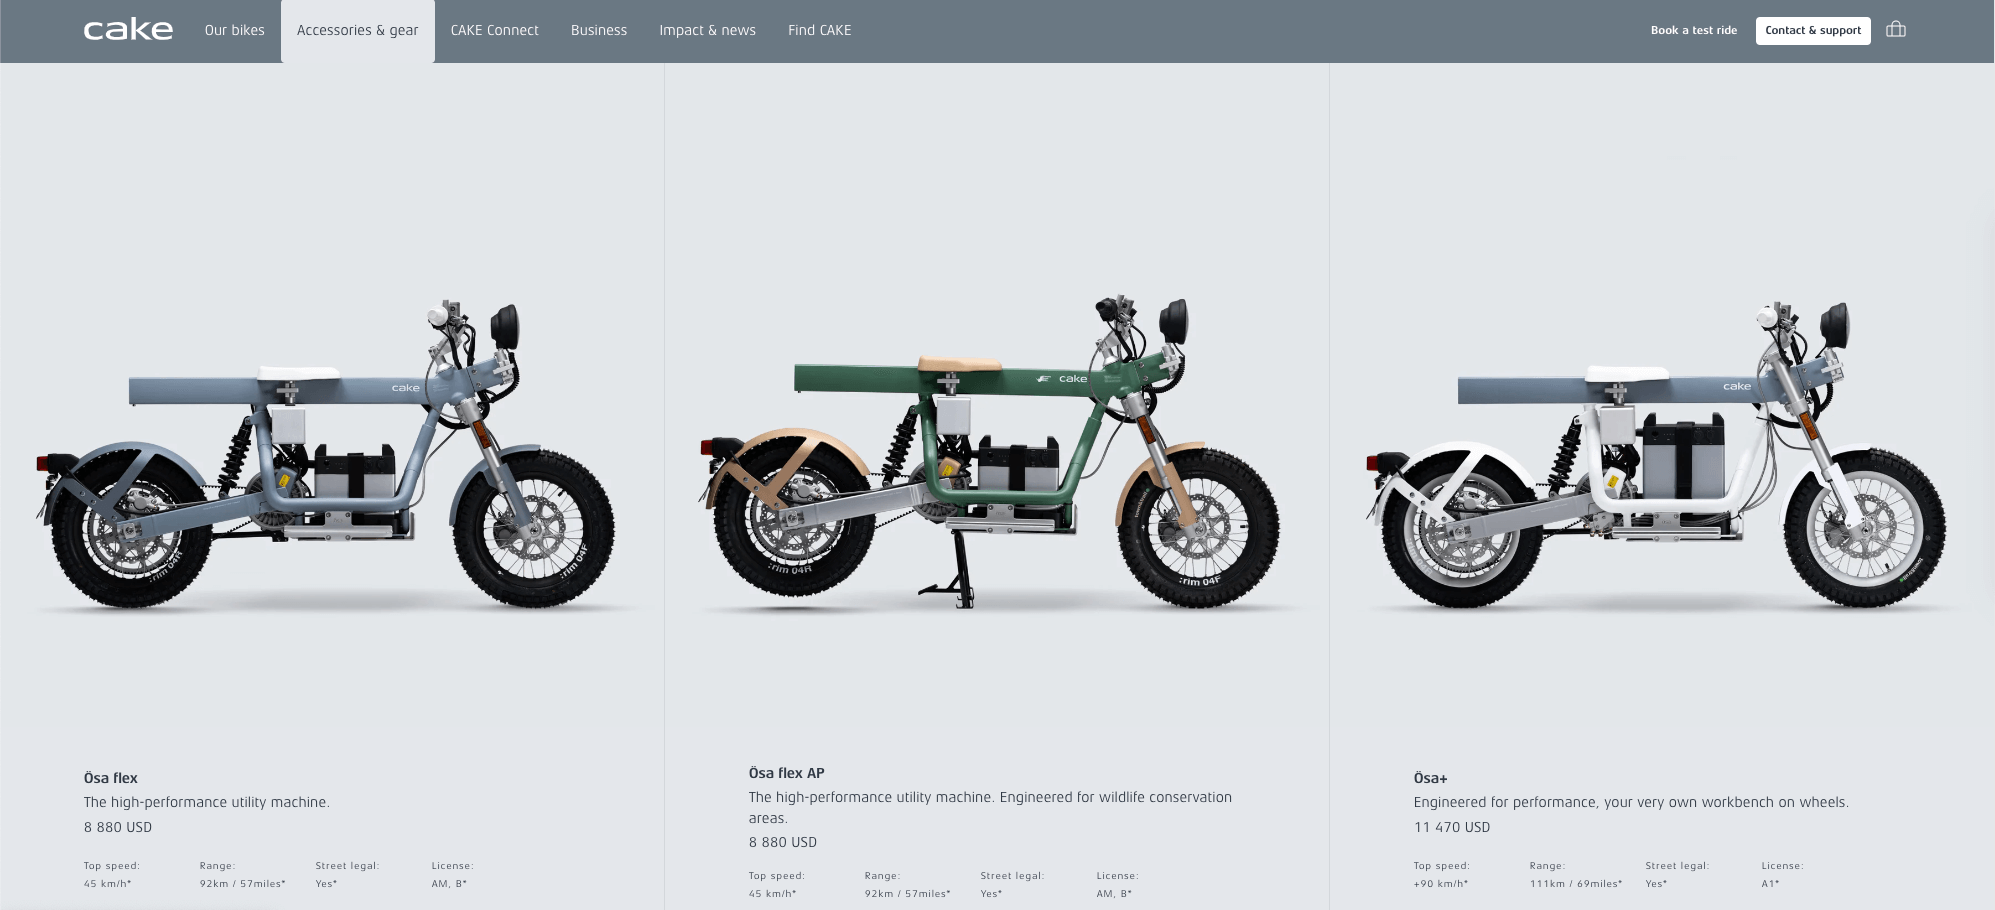 cake
Our bikes
Accessories & gear
CAKE Connect
Business
Impact & news
Find CAKE
Book a test ride
Contact & support
cake
:rim 04R
:rim 04F
cake
:rim 04R
:rim 04F
cake
Ösa flex
The high-performance utility machine.
8 880 USD
Top speed: Range: Street legal: License:
45 km/h* 92km / 57miles* Yes* AM, B*
Ösa flex AP
The high-performance utility machine. Engineered for wildlife conservation
areas.
8 880 USD
Top speed: Range: Street legal: License:
45 km/h* 92km / 57miles* Yes* AM, B*
Ösa+
Engineered for performance, your very own workbench on wheels.
11 470 USD
Top speed: Range: Street legal: License:
+90 km/h* 111km / 69miles* Yes* A1*